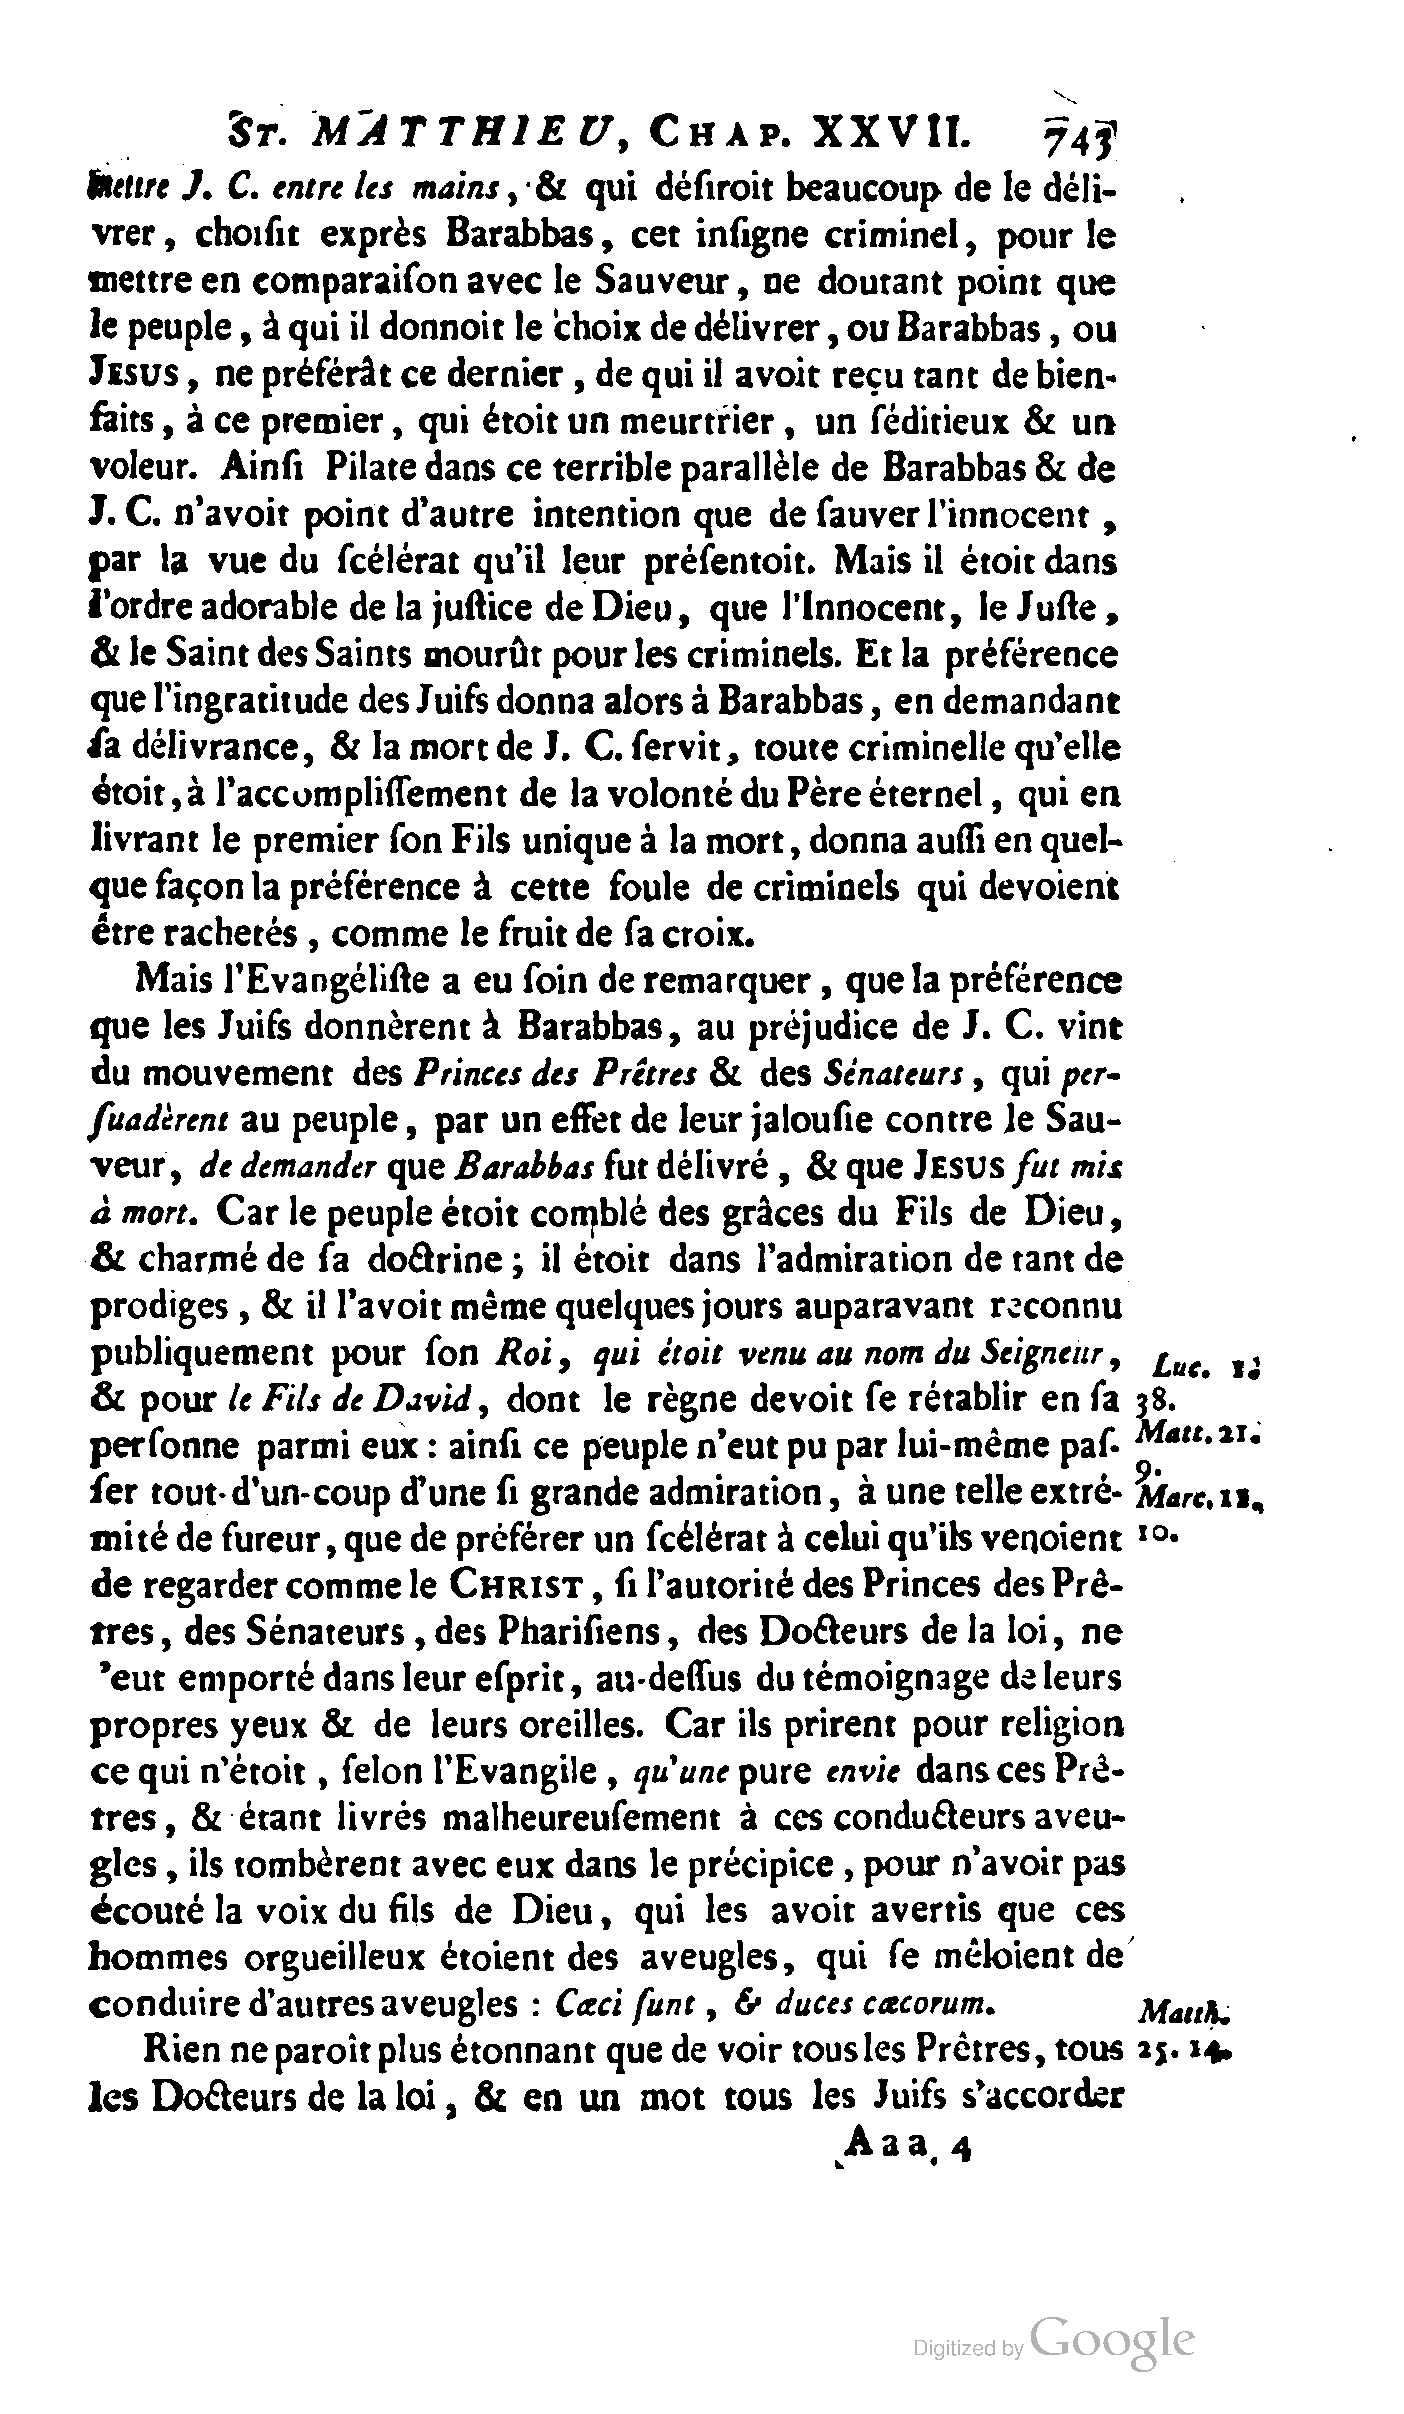 ST. MATTHIEU, CHAP. XXVII. 743
mettre J. C. entre les mains, & qui déſiroit beaucoup de le déli-
vrer, choiſit exprès Barabbas, cet inſigne criminel, pour le
mettre en comparaiſon avec le Sauveur, ne doutant point que
le peuple, à qui il donnoit le choix de délivrer, ou Barabbas, ou
JESUS, ne préférât ce dernier, de qui il avoit reçu tant de bien-
faits, à ce premier, qui étoit un meurtrier, un ſéditieux & un
voleur. Ainſi Pilate dans ce terrible parallèle de Barabbas & de
J. C. n'avoit point d'autre intention que de ſauver l'innocent,
par la vue du ſcélérat qu'il leur préſentoit. Mais il étoit dans
l'ordre adorable de la juſtice de Dieu, que l'Innocent, le Juſte,
& le Saint des Saints mourût pour les criminels. Et la préférence
que l'ingratitude des Juifs donna alors à Barabbas, en demandant
ſa délivrance, & la mort de J. C. ſervit, toute criminelle qu'elle
étoit, à l'accompliſſement de la volonté du Père éternel, qui en
livrant le premier ſon Fils unique à la mort, donna auſſi en quel-
que façon la préférence à cette foule de criminels qui devoient
être rachetés, comme le fruit de ſa croix.
Mais l'Evangéliſte a eu ſoin de remarquer, que la préférence
que les Juifs donnèrent à Barabbas, au préjudice de J. C. vint
du mouvement des Princes des Prêtres & des Sénateurs, qui per-
ſuadèrent au peuple, par un effet de leur jalouſie contre le Sau-
veur, de demander que Barabbas fut délivré, & que JESUS fut mis
à mort. Car le peuple étoit comblé des grâces du Fils de Dieu,
& charmé de ſa doctrine; il étoit dans l'admiration de tant de
prodiges, & il l'avoit même quelques jours auparavant reconnu
publiquement pour ſon Roi, qui étoit venu au nom du Seigneur,
& pour le Fils de David, dont le règne devoit ſe rétablir en ſa
perſonne parmi eux : ainſi ce peuple n'eut pu par lui-même paſ-
ſer tout-d'un-coup d'une ſi grande admiration, à une telle extré-
mité de fureur, que de préférer un ſcélérat à celui qu'ils venoient
de regarder comme le CHRIST, ſi l'autorité des Princes des Prê-
tres, des Sénateurs, des Phariſiens, des Docteurs de la loi, ne
'eut emporté dans leur eſprit, au-deſſus du témoignage de leurs
propres yeux & de leurs oreilles. Car ils prirent pour religion
ce qui n'étoit, ſelon l'Evangile, qu'une pure envie dans ces Prê-
tres, & étant livrés malheureuſement à ces conducteurs aveu-
gles, ils tombèrent avec eux dans le précipice, pour n'avoir pas
écouté la voix du fils de Dieu, qui les avoit avertis que ces
hommes orgueilleux étoient des aveugles, qui ſe mêloient de
conduire d'autres aveugles : Cæci ſunt, & duces cæcorum.
Rien ne paroît plus étonnant que de voir tous les Prêtres, tous
les Docteurs de la loi, & en un mot tous les Juifs s'accorder
Luc.
38.
Matt. 21.
9.
Marc. 11.
10.
Matth.
25. 14.
Aaa 4
Digitized by Google